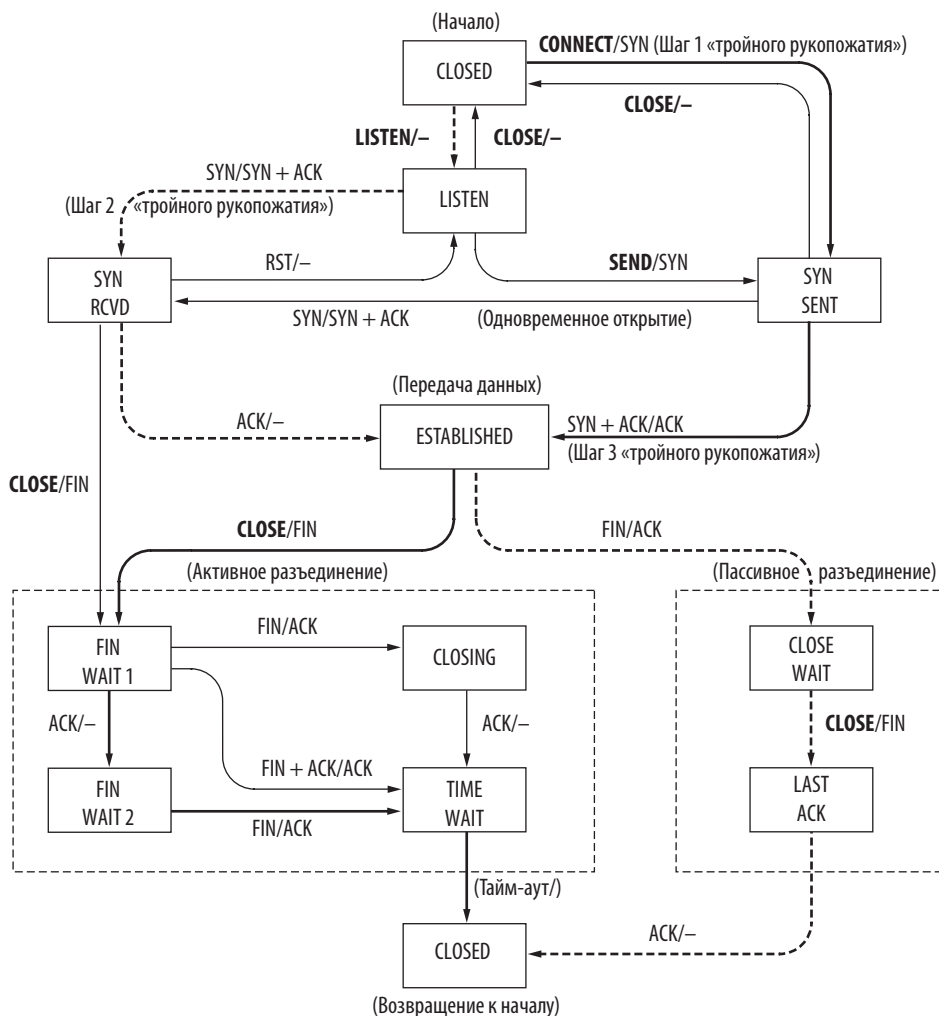 (Начало)
CLOSED
CONNECT/SYN (Шаг 1 «тройного рукопожатия»)
CLOSE/–
LISTEN/–
CLOSE/–
SYN/SYN + ACK
(Шаг 2 «тройного рукопожатия»)
LISTEN
RST/–
SEND/SYN
SYN
RCVD
SYN
SENT
SYN/SYN + ACK
(Одновременное открытие)
(Передача данных)
ACK/–
ESTABLISHED
SYN + ACK/ACK
(Шаг 3 «тройного рукопожатия»)
CLOSE/FIN
CLOSE/FIN
FIN/ACK
(Активное разъединение)
(Пассивное разъединение)
FIN
WAIT 1
FIN/ACK
CLOSING
CLOSE
WAIT
ACK/–
ACK/–
CLOSE/FIN
FIN + ACK/ACK
FIN
WAIT 2
FIN/ACK
TIME
WAIT
LAST
ACK
(Тайм-аут/)
CLOSED
ACK/–
(Возвращение к началу)